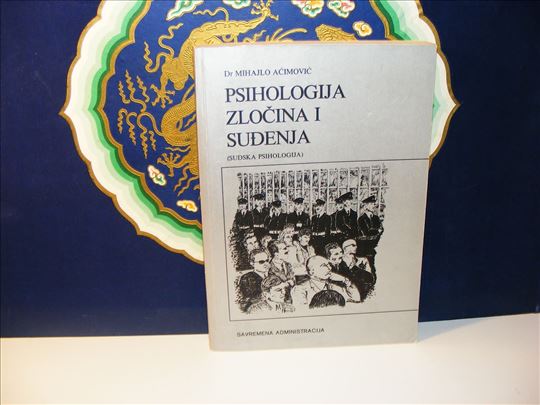 Dr MIHAJLO AĆIMOVIĆ
PSIHOLOGIJA
ZLOČINA I
SUĐENJA
(SUDSKA PSIHOLOGIJA)
SAVREMENA ADMINISTRACIJA